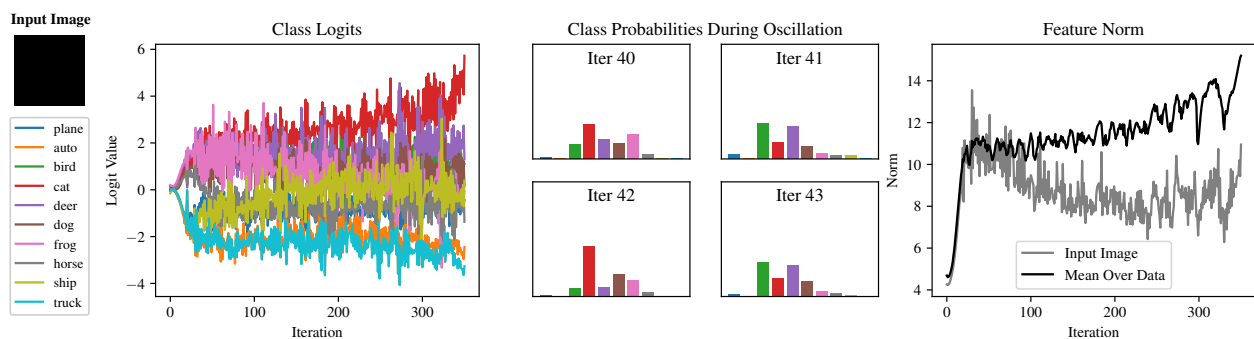 Input Image
plane
auto
bird
cat
deer
dog
frog
horse
ship
truck
Class Logits
Logit Value
6
4
2
0
−2
−4
0
100
200
300
Iteration
Class Probabilities During Oscillation
Iter 40
Iter 41
Iter 42
Iter 43
Feature Norm
Norm
14
12
10
8
6
4
Input Image
Mean Over Data
0
100
200
300
Iteration